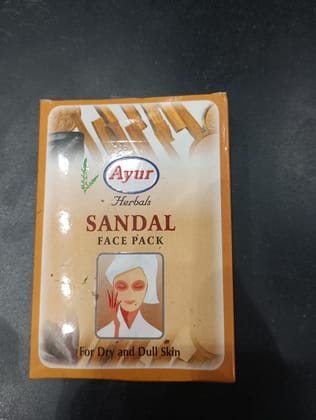 Ayur
Herbals
SANDAL
FACE PACK
For Dry and Dull Skin